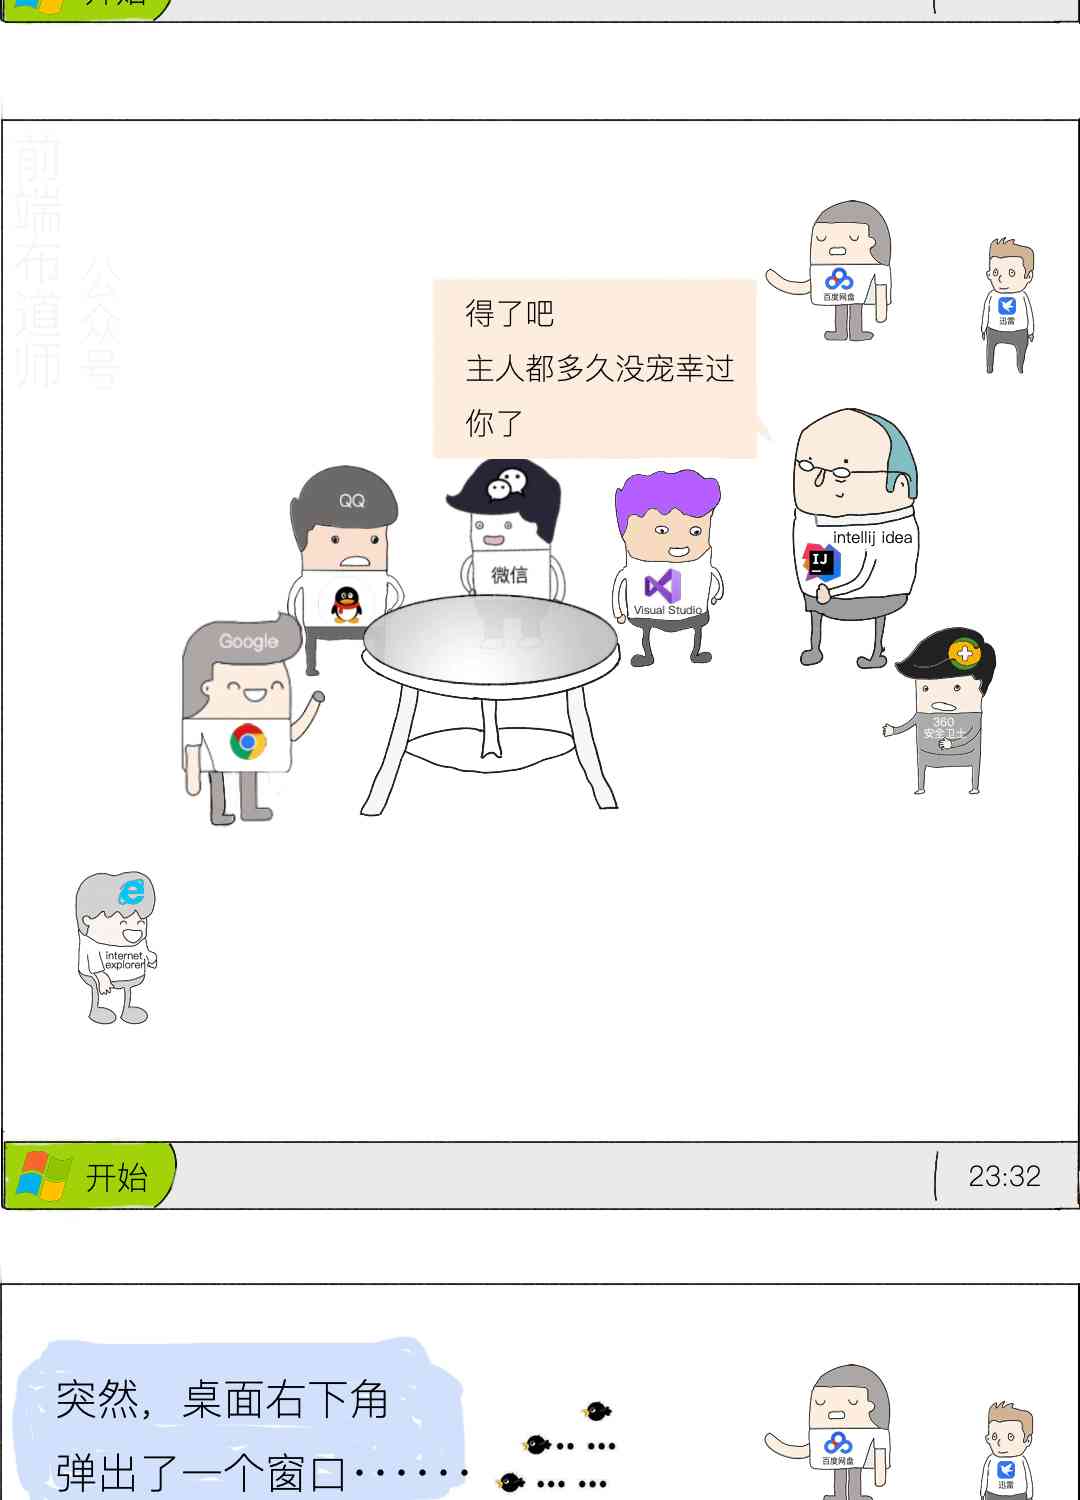 开始
前端布道师
公众号
百度网盘
迅雷
得了吧
主人都多久没宠幸过
你了
QQ
微信
Visual Studio
intellij idea
IJ
Google
360
安全卫士
internet
explorer
开始
23:32
突然，桌面右下角
弹出了一个窗口······
百度网盘
迅雷